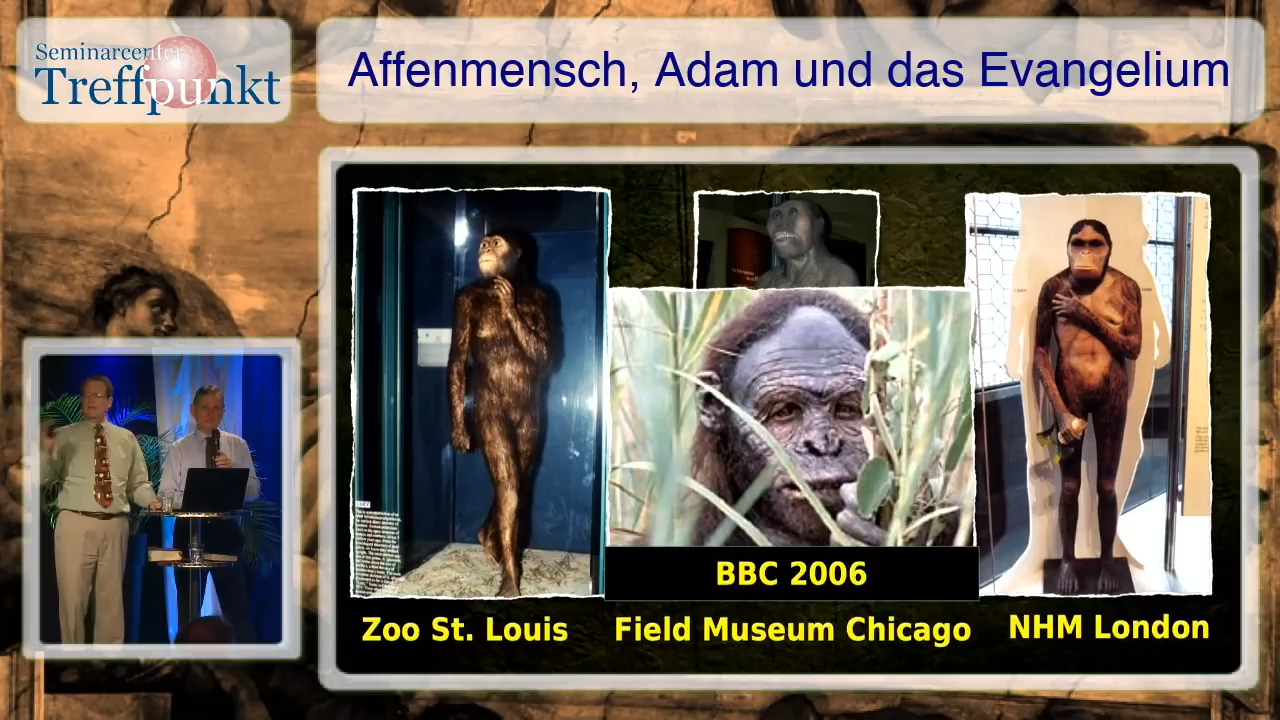 Seminarcenter
Treffpunkt
Affenmensch, Adam und das Evangelium
BBC 2006
Zoo St. Louis
Field Museum Chicago
NHM London